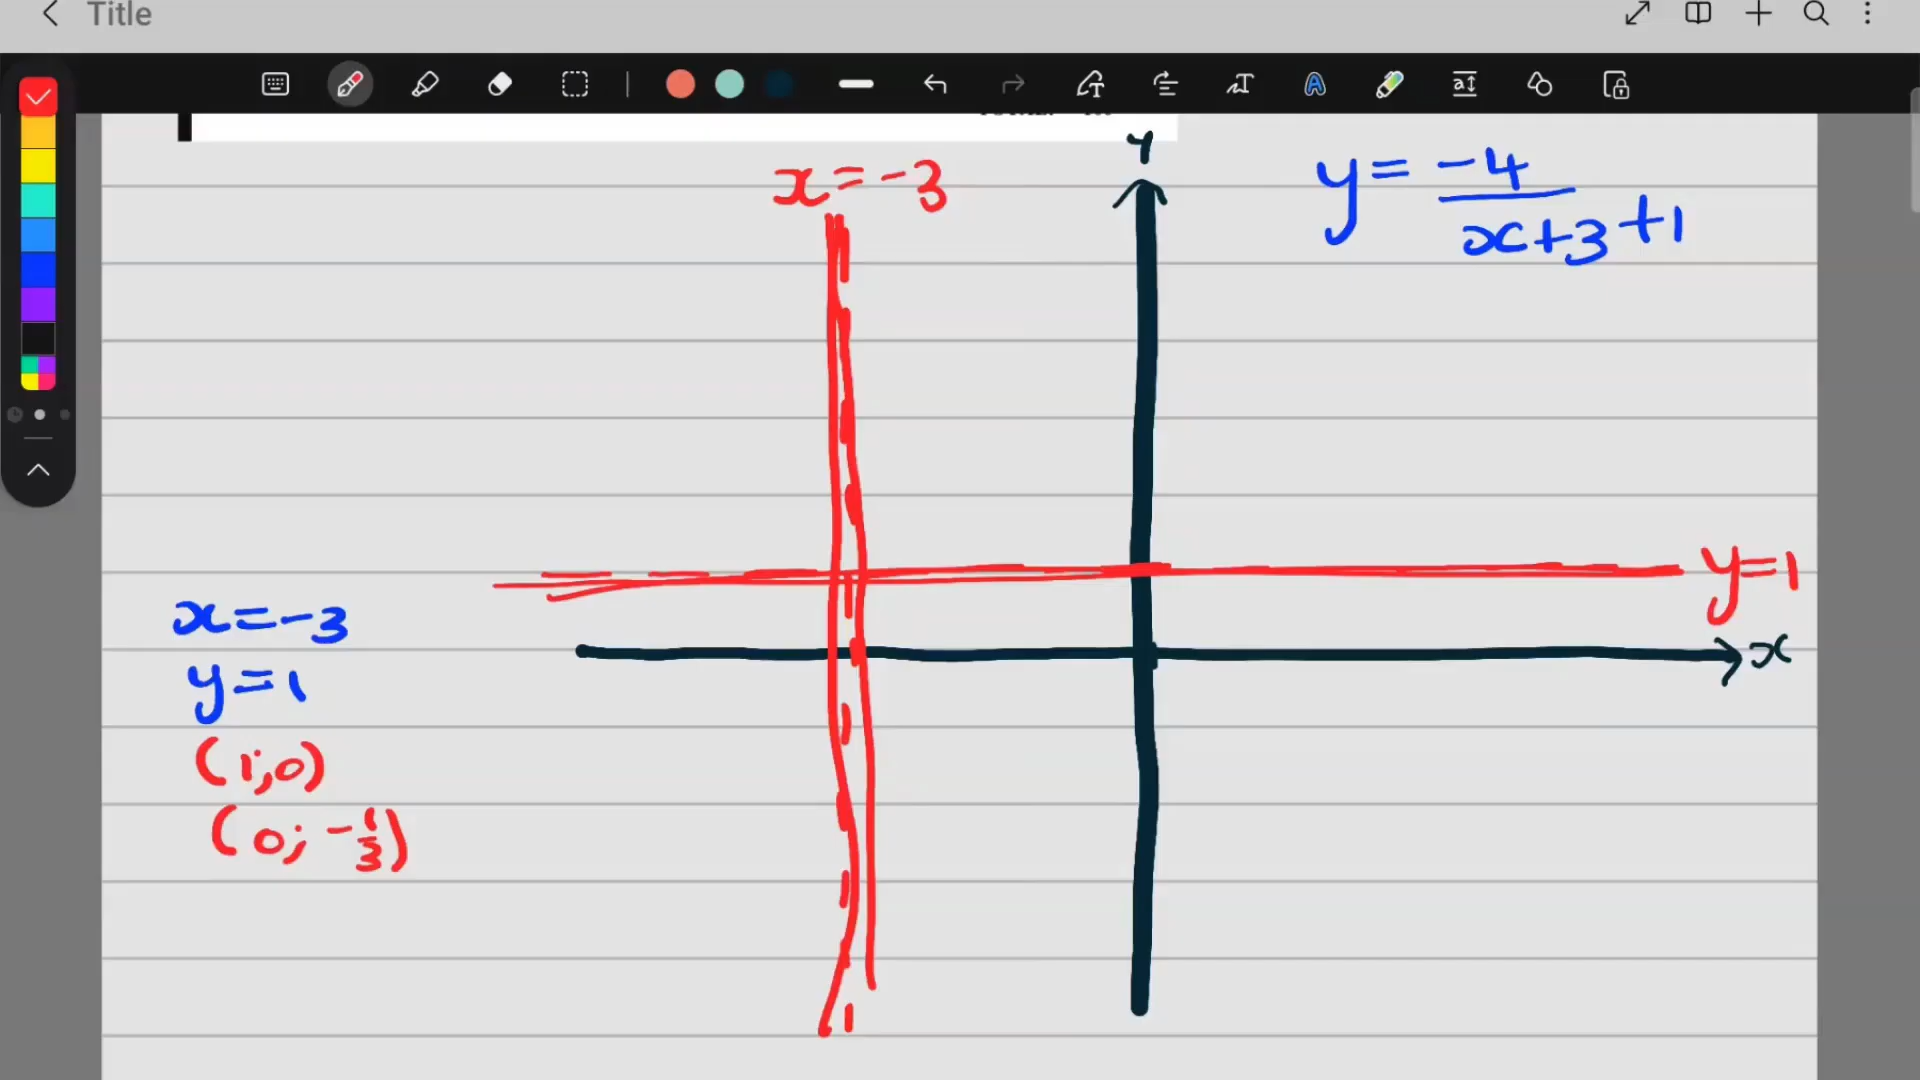 Title
x = -3
y
y = -4/(x+3) + 1
y = 1
x
x = -3
y = 1
(1;0)
(0; -1/3)